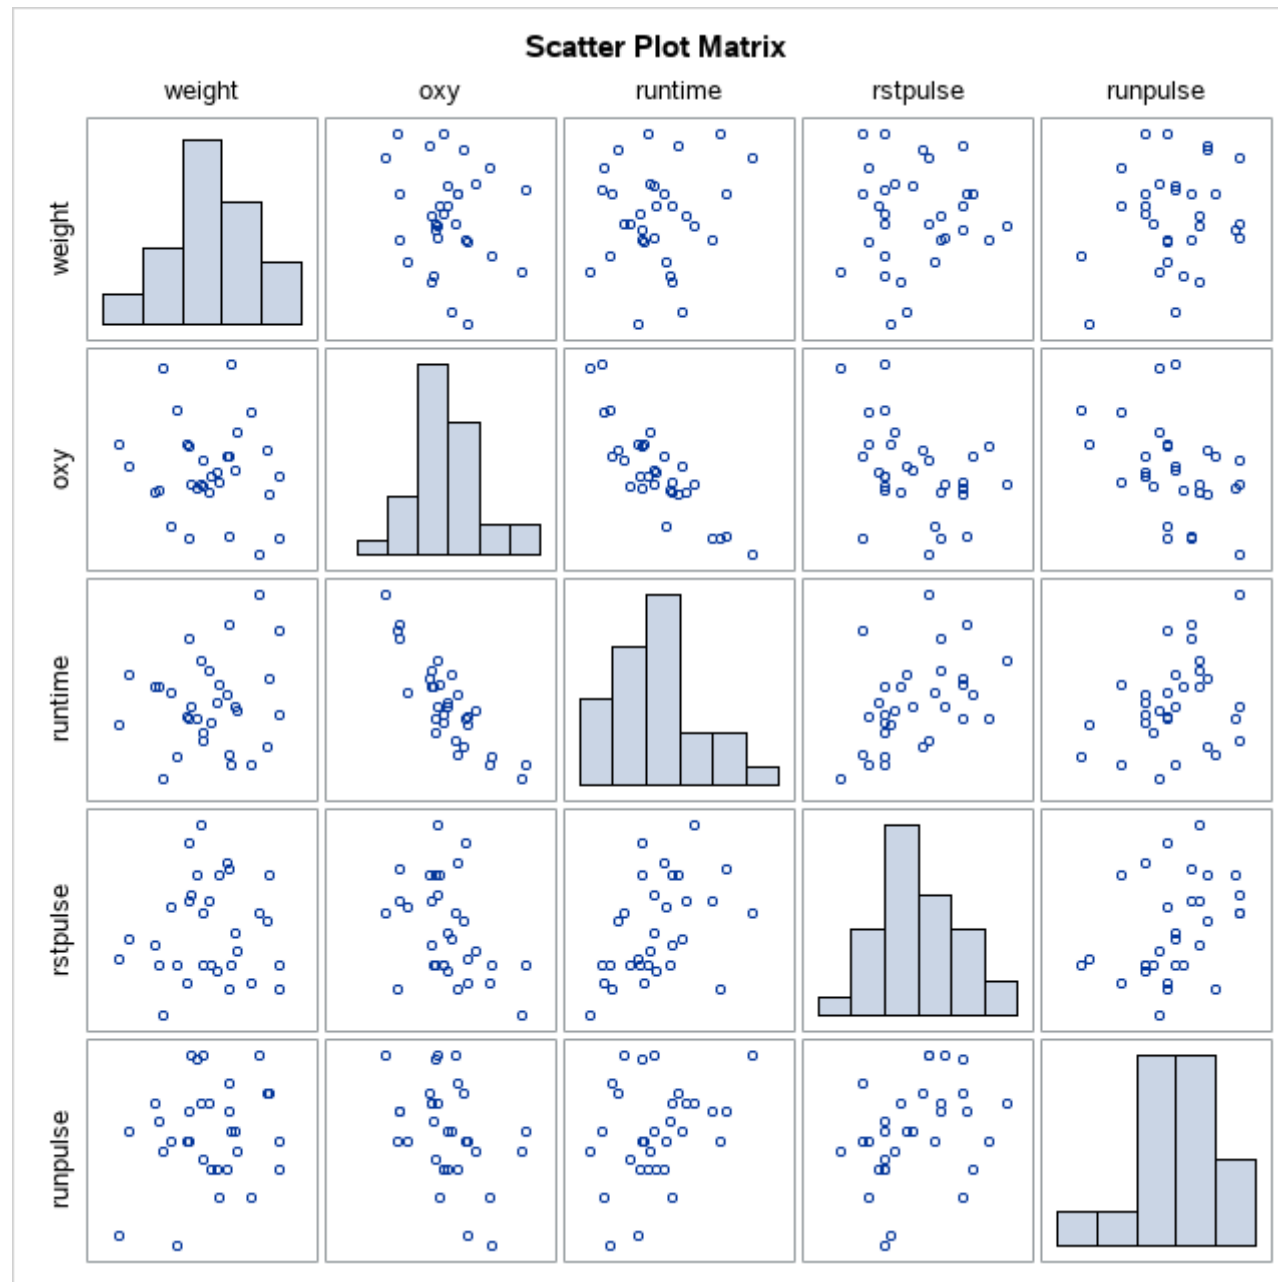 Scatter Plot Matrix
weight oxy runtime rstpulse runpulse
weight
oxy
runtime
rstpulse
runpulse